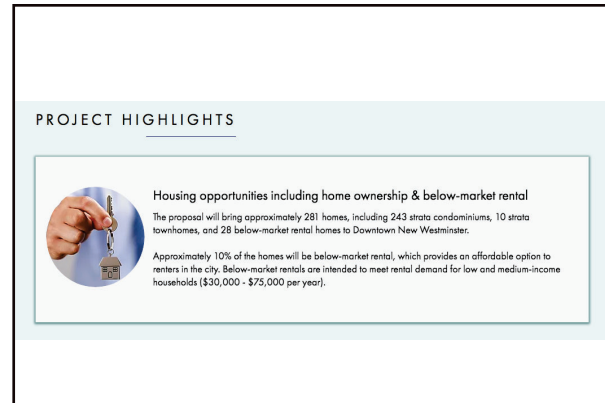 PROJECT HIGHLIGHTS
Housing opportunities including home ownership & below-market rental
The proposal will bring approximately 281 homes, including 243 strata condominiums, 10 strata
townhomes, and 28 below-market rental homes to Downtown New Westminster.
Approximately 10% of the homes will be below-market rental, which provides an affordable option to
renters in the city. Below-market rentals are intended to meet rental demand for low and medium-income
households ($30,000 - $75,000 per year).